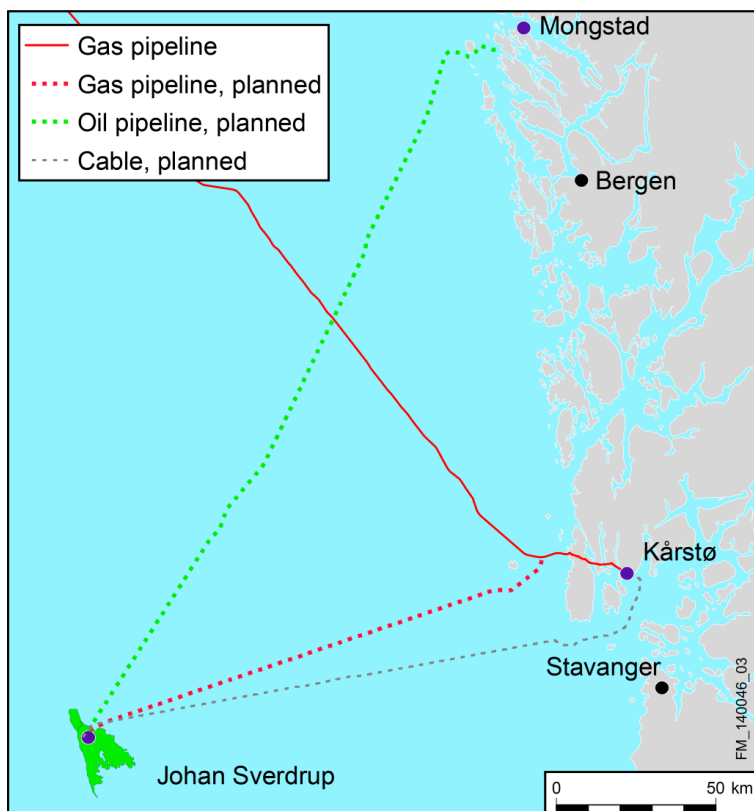 Gas pipeline
Gas pipeline, planned
Oil pipeline, planned
Cable, planned
Mongstad
Bergen
Kårstø
Stavanger
FM_140046_03
Johan Sverdrup
0 50 km